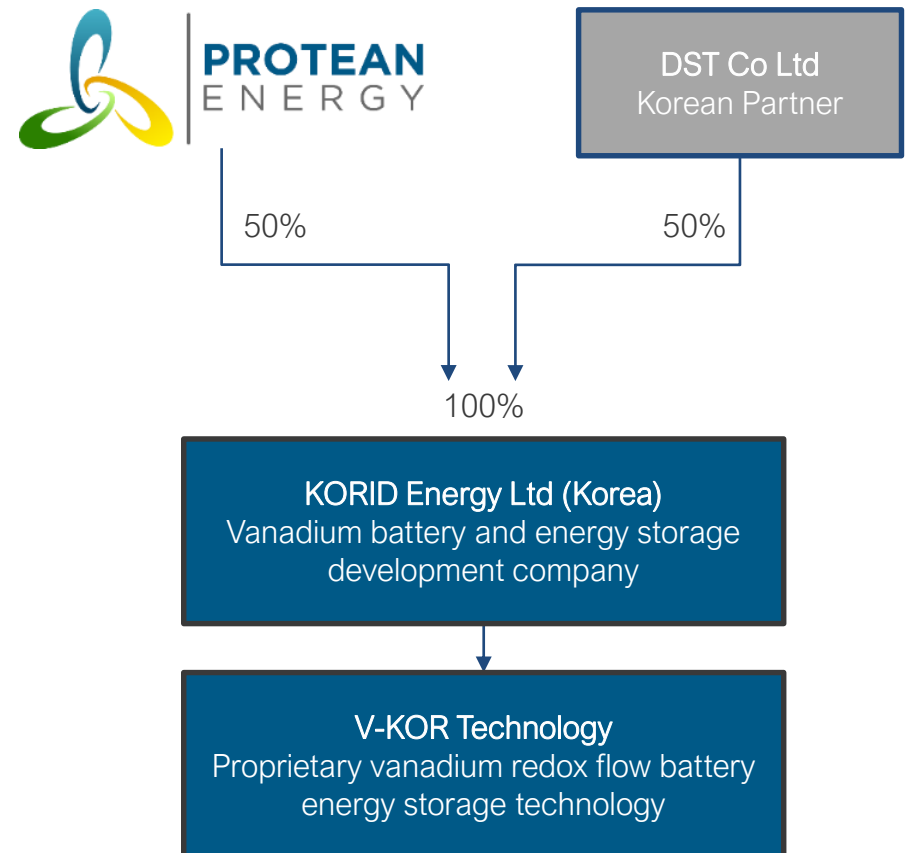 PROTEAN
ENERGY
DST Co Ltd
Korean Partner
50%
50%
100%
KORID Energy Ltd (Korea)
Vanadium battery and energy storage
development company
V-KOR Technology
Proprietary vanadium redox flow battery
energy storage technology